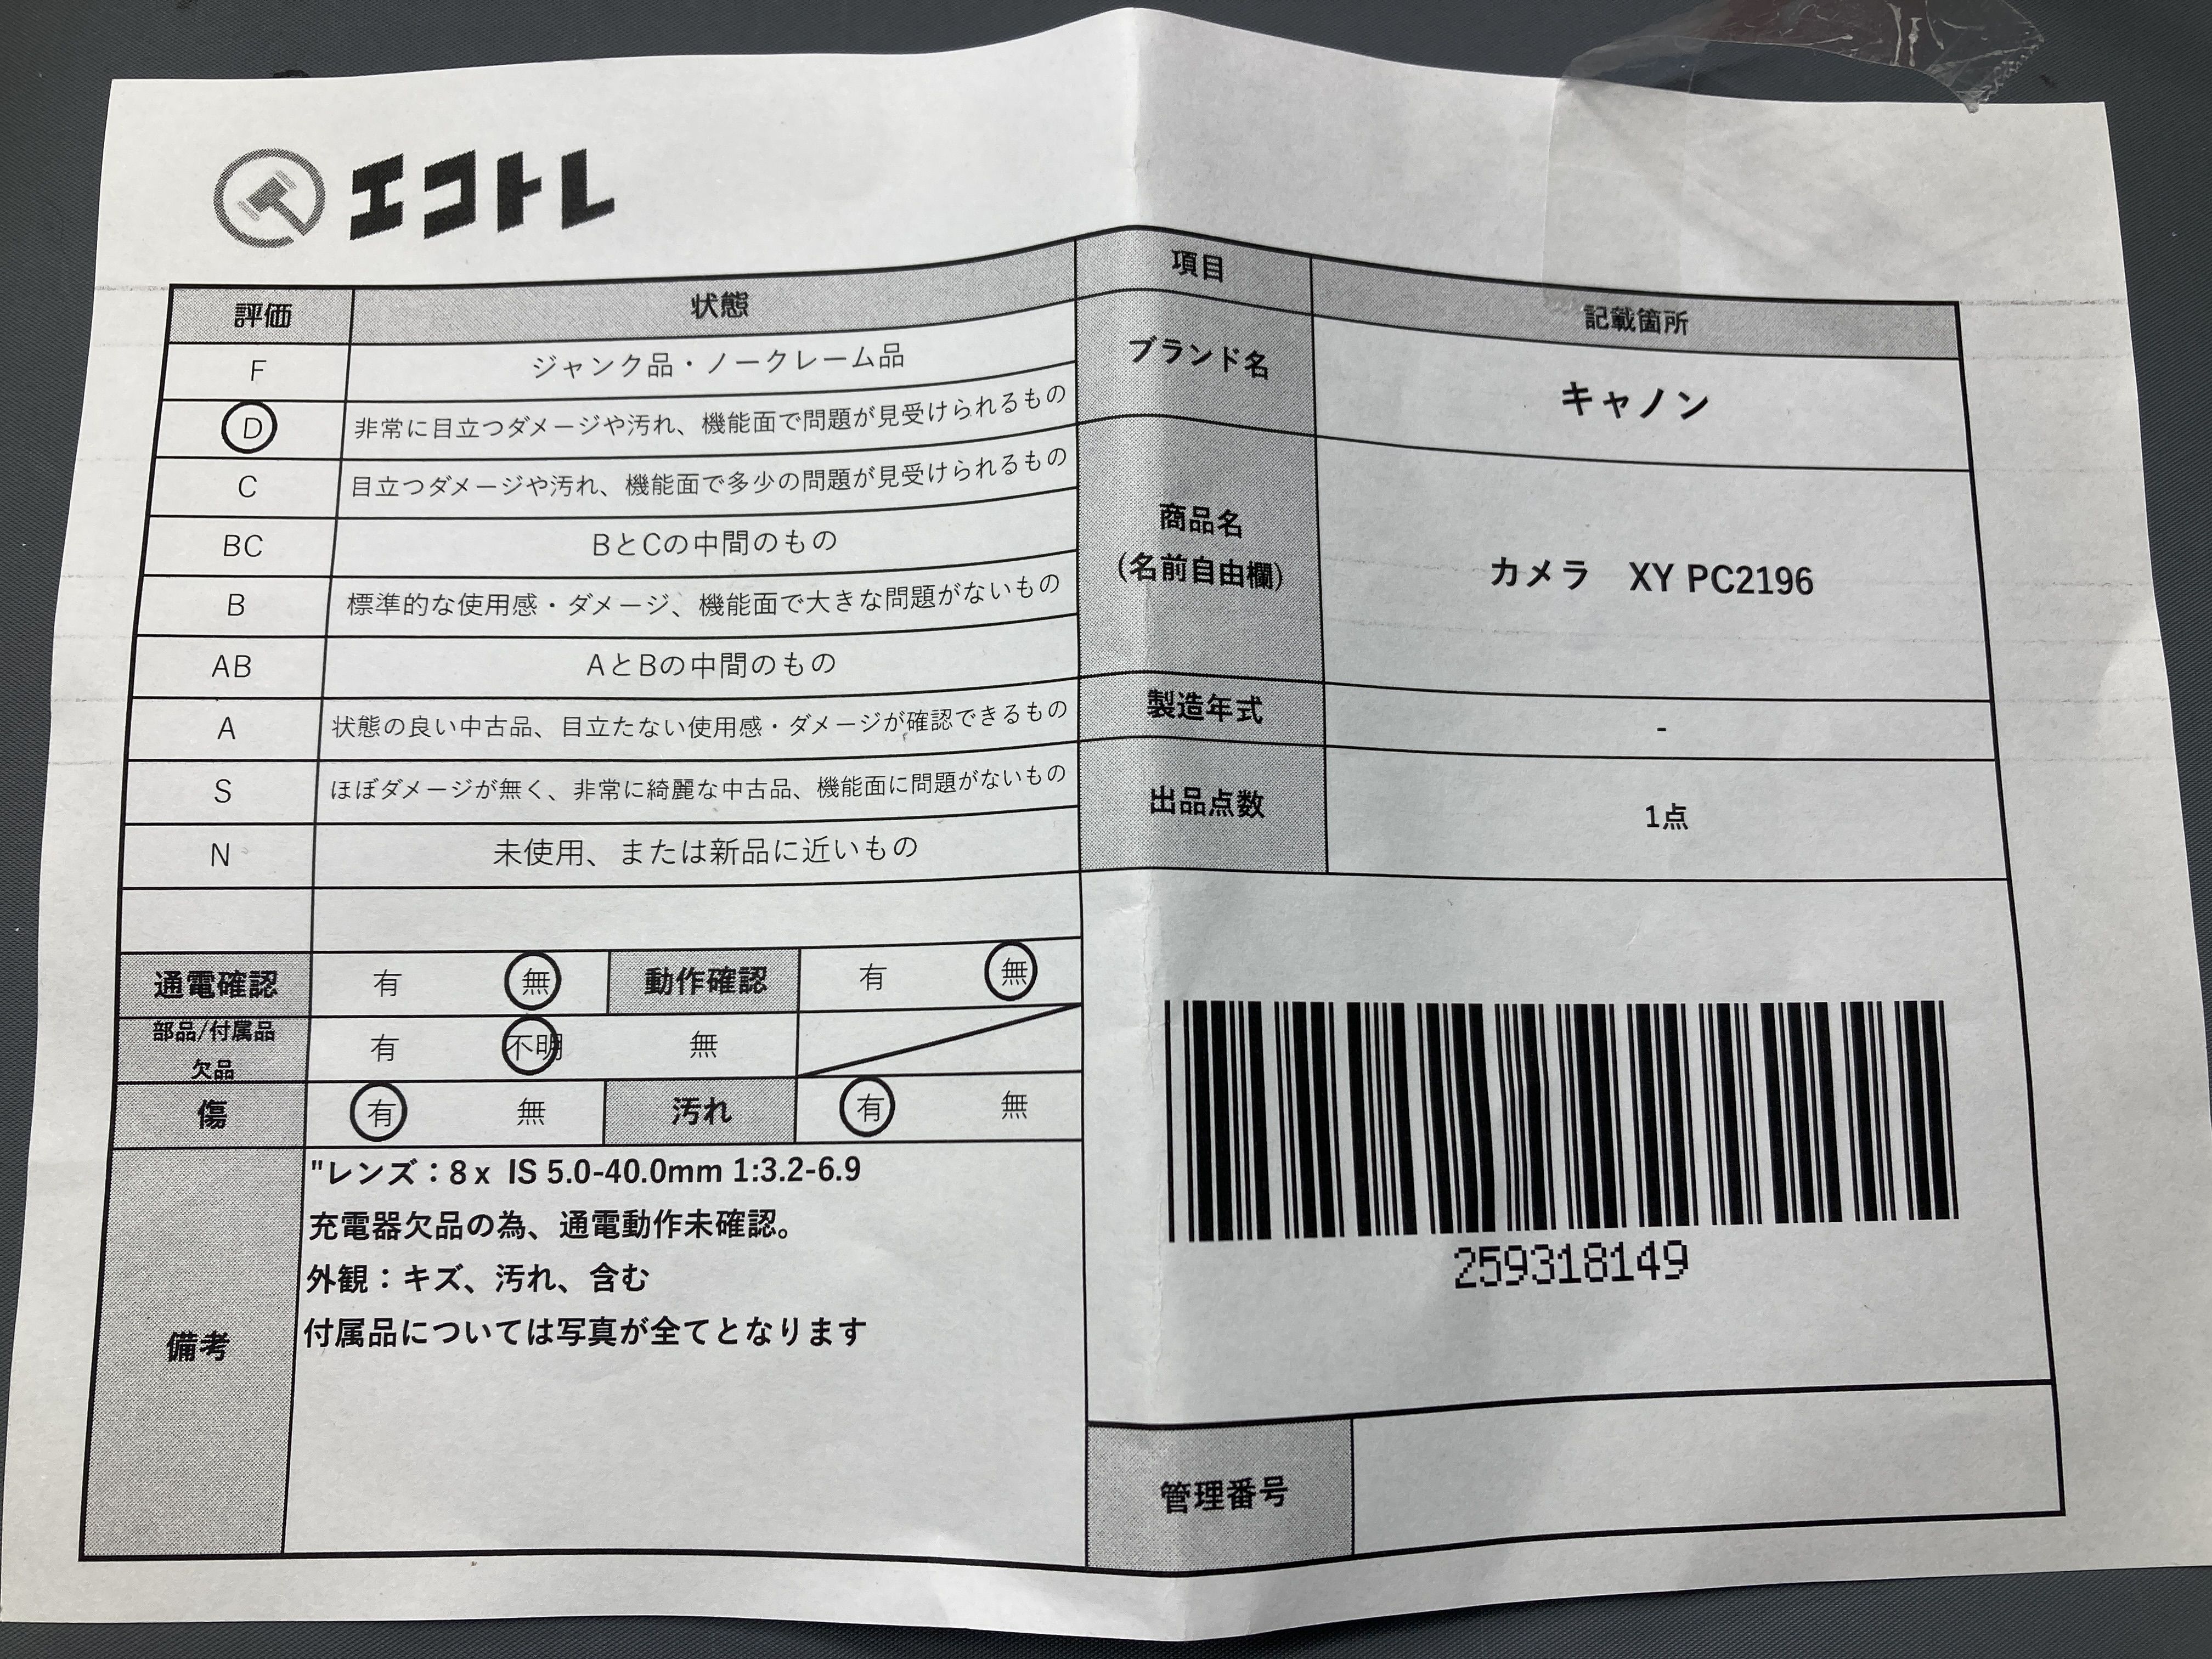 エコトレ
評価 状態
F ジャンク品・ノークレーム品
D 非常に目立つダメージや汚れ、機能面で問題が見受けられるもの
C 目立つダメージや汚れ、機能面で多少の問題が見受けられるもの
BC BとCの中間のもの
B 標準的な使用感・ダメージ、機能面で大きな問題がないもの
AB AとBの中間のもの
A 状態の良い中古品、目立たない使用感・ダメージが確認できるもの
S ほぼダメージが無く、非常に綺麗な中古品、機能面に問題がないもの
N 未使用、または新品に近いもの
通電確認 有 無 動作確認 有 無
部品/付属品
欠品 有 不明 無
傷 有 無 汚れ 有 無
備考
"レンズ：8ｘ IS 5.0-40.0mm 1:3.2-6.9
充電器欠品の為、通電動作未確認。
外観：キズ、汚れ、含む
付属品については写真が全てとなります
項目 記載箇所
ブランド名 キャノン
商品名
(名前自由欄) カメラ　XY PC2196
製造年式 -
出品点数 1点
259318149
管理番号